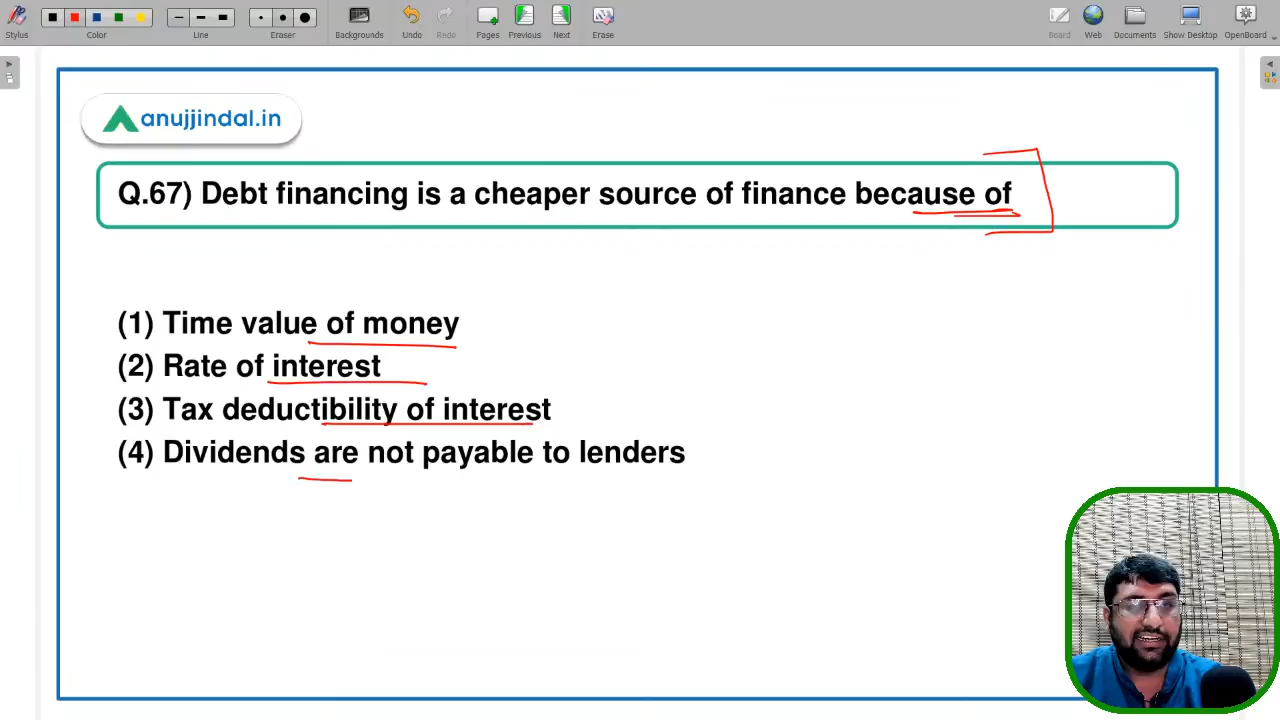 Stylus
Color
Line
Eraser
Backgrounds
Undo
Redo
Pages
Previous
Next
Erase
Board
Web
Documents
Show Desktop
OpenBoard
anujjindal.in
Q.67) Debt financing is a cheaper source of finance because of
(1) Time value of money
(2) Rate of interest
(3) Tax deductibility of interest
(4) Dividends are not payable to lenders